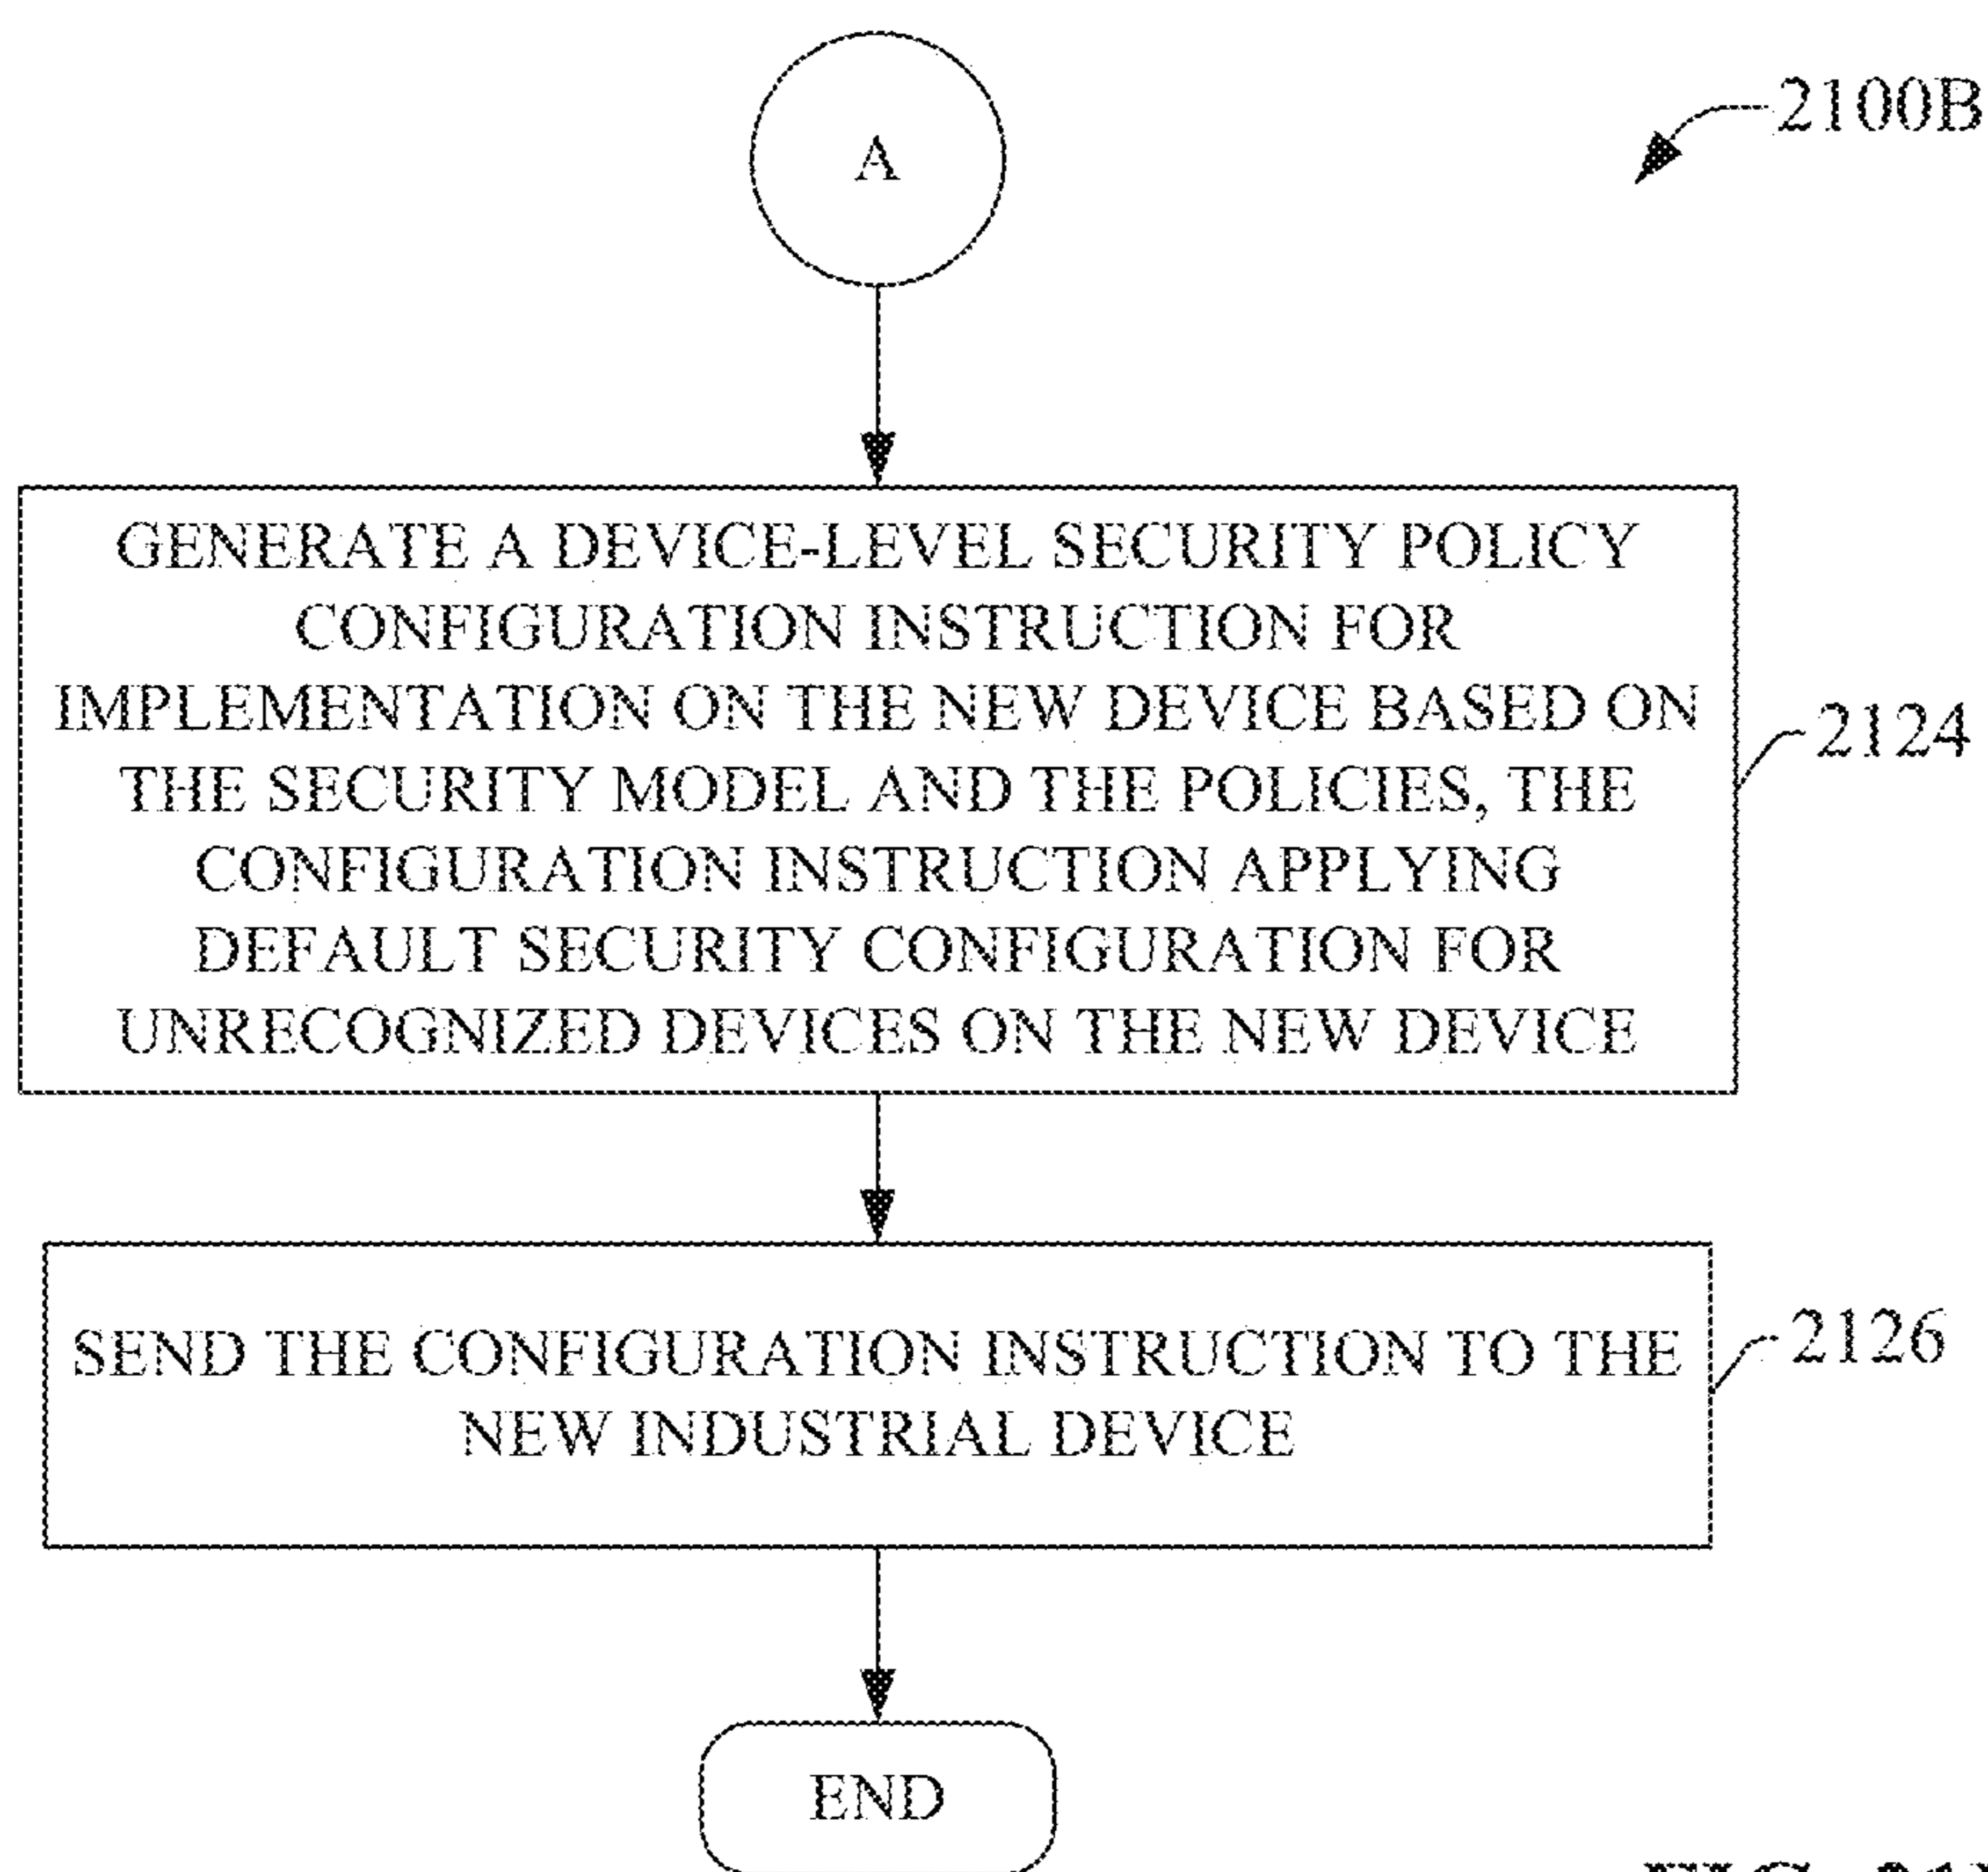 A
2100B
GENERATE A DEVICE-LEVEL SECURITY POLICY
CONFIGURATION INSTRUCTION FOR
IMPLEMENTATION ON THE NEW DEVICE BASED ON
THE SECURITY MODEL AND THE POLICIES, THE
CONFIGURATION INSTRUCTION APPLYING
DEFAULT SECURITY CONFIGURATION FOR
UNRECOGNIZED DEVICES ON THE NEW DEVICE
2124
SEND THE CONFIGURATION INSTRUCTION TO THE
NEW INDUSTRIAL DEVICE
2126
END